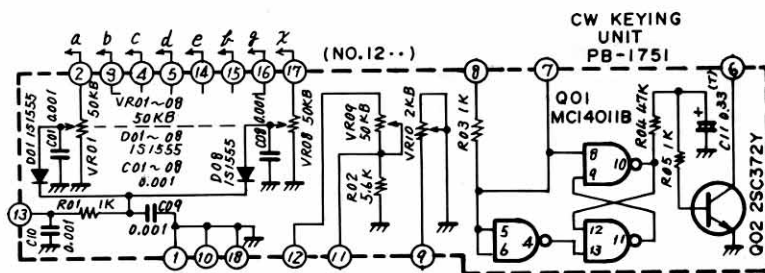 CW KEYING
UNIT
PB-1751
(NO.12··)
a b c d e f g x
2 3 4 5 14 15 16 17
8 7 6
C01 0.001
50KB
VR01
D01 1S1555
VR01~08
50KB
D01~08
1S1555
C01~08
0.001
0.001
C08
50KB
VR08
D08
1S1555
VR09
50KB
VR10 2KB
R02
5.6K
R03 1K
Q01
MC14011B
8
9
10
R04 47K
R05 1K
(T)
C11 0.33
+
5
6
4
12
13
11
Q02 2SC372Y
13
R01 1K
C09
0.001
C10
0.001
1 10 18 12 11 9